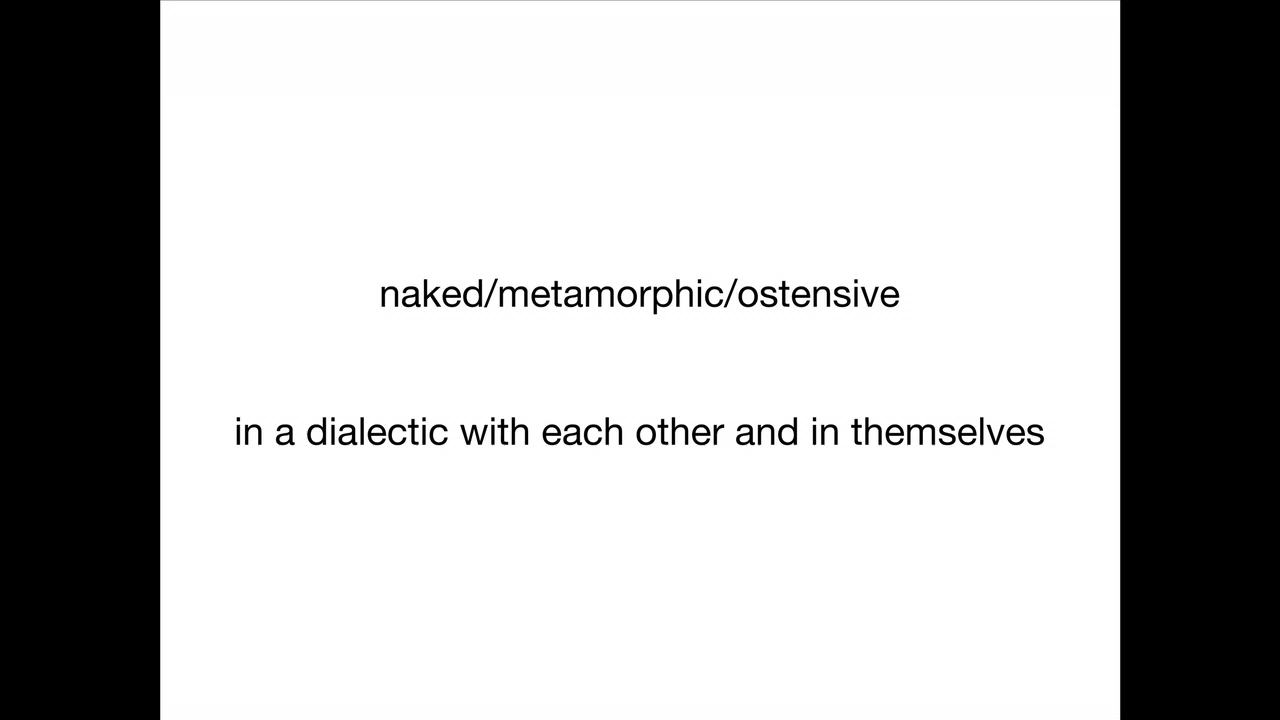 naked/metamorphic/ostensive
in a dialectic with each other and in themselves